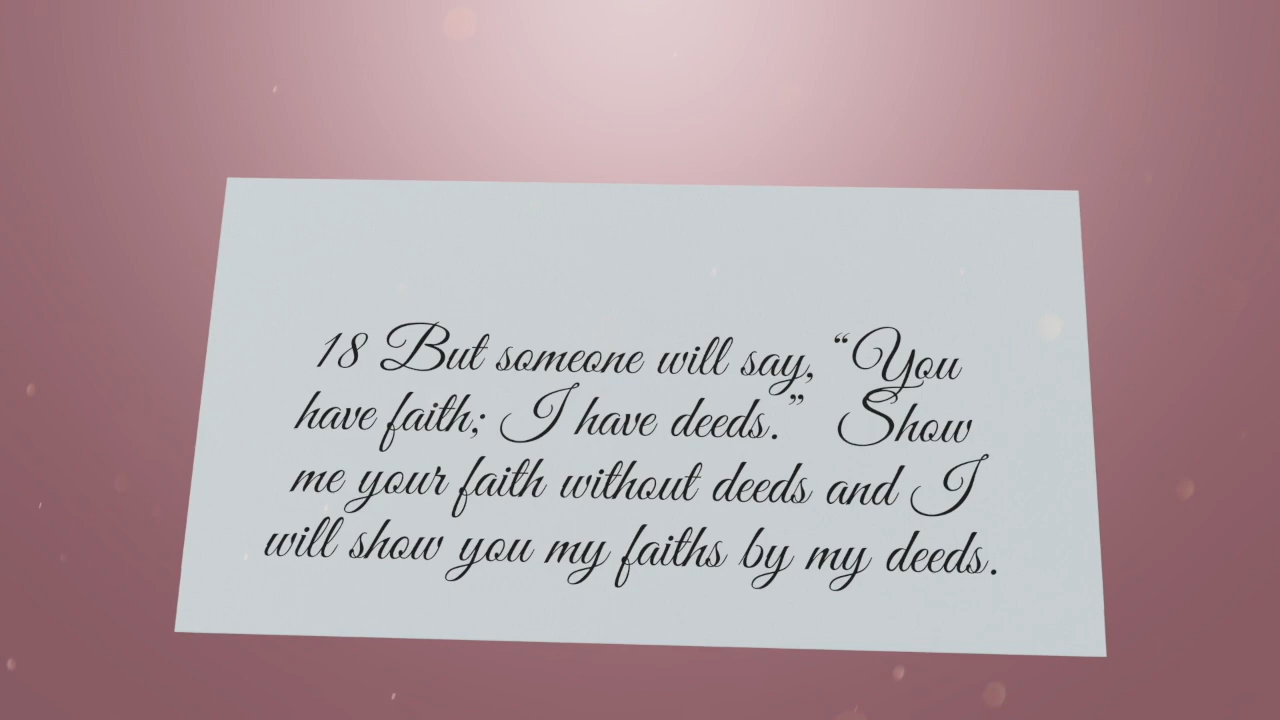 18 But someone will say, “You
have faith; I have deeds.”  Show
me your faith without deeds and I
will show you my faiths by my deeds.